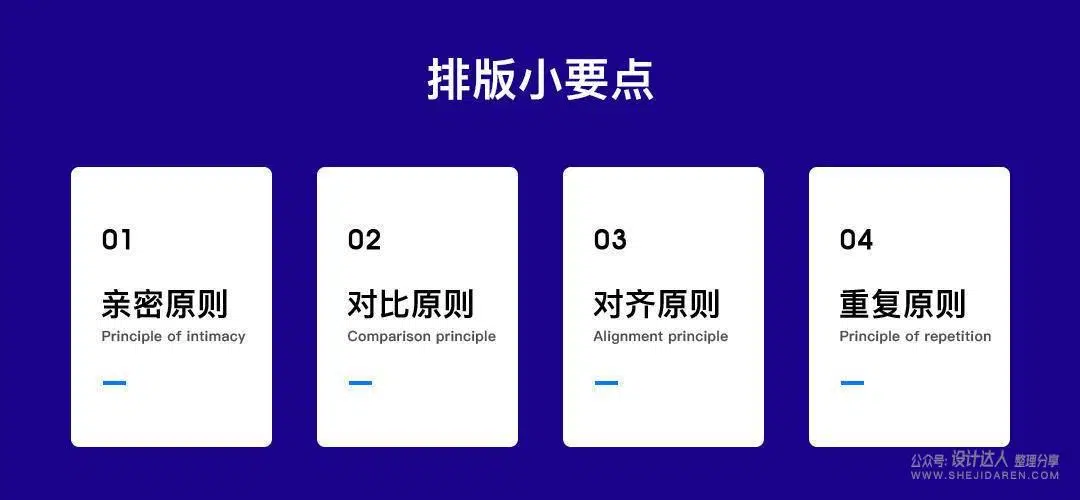 排版小要点
01
亲密原则
Principle of intimacy
02
对比原则
Comparison principle
03
对齐原则
Alignment principle
04
重复原则
Principle of repetition
公众号: 设计达人 整理分享
WWW.SHEJIDAREN.COM